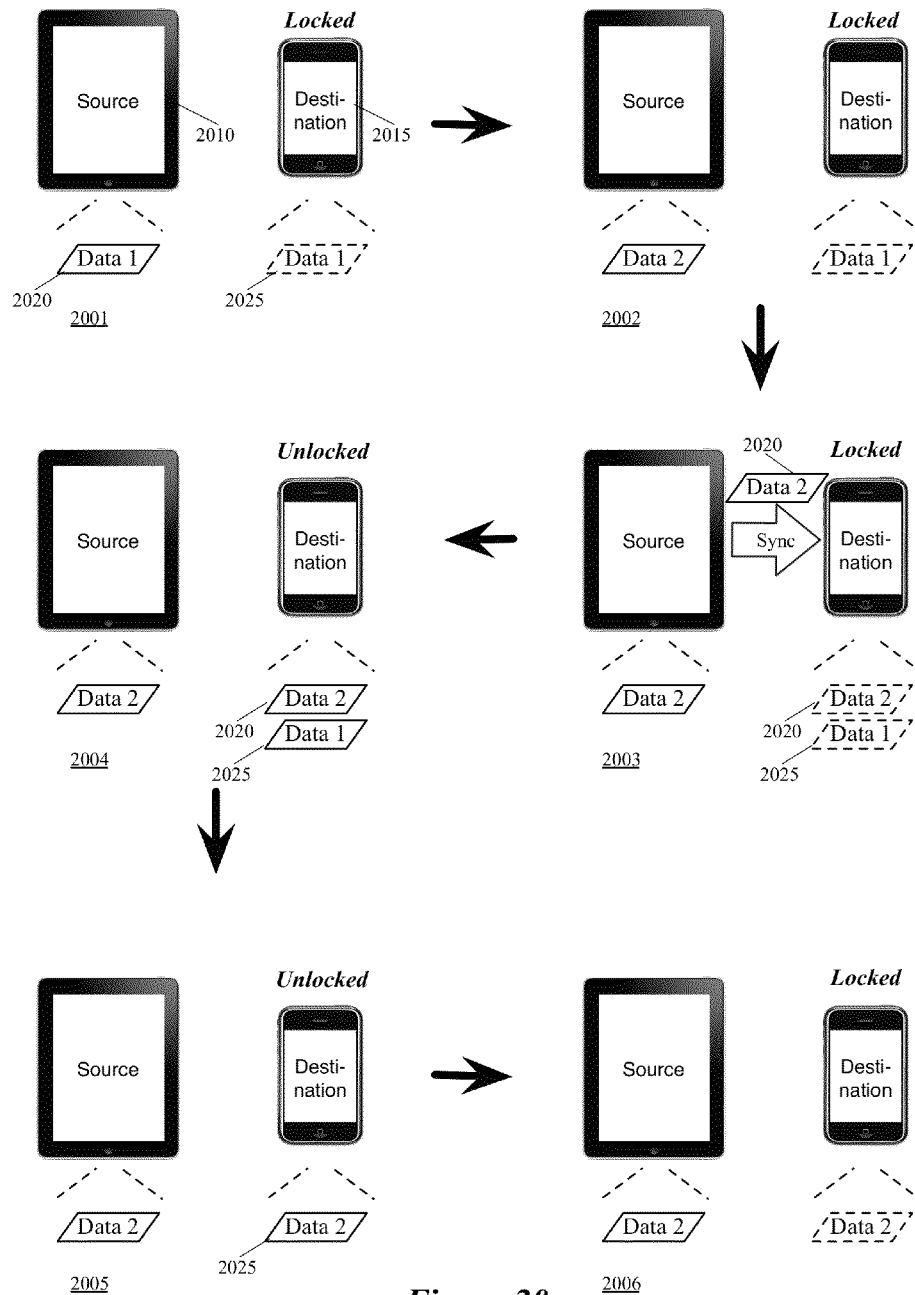 Locked
Source
Desti-
nation
2010
2015
Data 1
Data 1
2020
2025
2001
Locked
Source
Desti-
nation
Data 2
Data 1
2002
Unlocked
Source
Desti-
nation
Data 2
Data 2
2020
Data 1
2025
2004
2020
Locked
Data 2
Source
Sync
Desti-
nation
Data 2
Data 2
2020
Data 1
2025
2003
Unlocked
Source
Desti-
nation
Data 2
Data 2
2025
2005
Locked
Source
Desti-
nation
Data 2
Data 2
2006